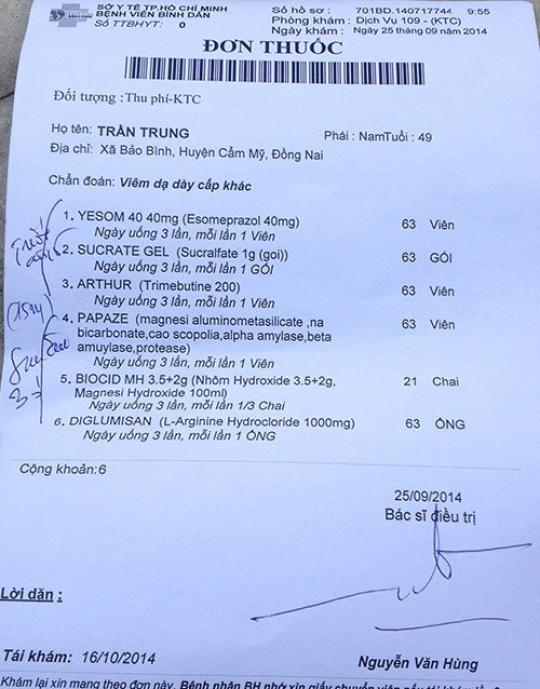 SỞ Y TẾ TP.HỒ CHÍ MINH
BỆNH VIỆN BÌNH DÂN
Số TTBHYT: 0
Số hồ sơ : 701BD.140717744 9:55
Phòng khám : Dịch Vụ 109 - (KTC)
Ngày khám : Ngày 25 tháng 09 năm 2014
ĐƠN THUỐC
Đối tượng : Thu phí-KTC
Họ tên: TRẦN TRUNG Phái : NamTuổi : 49
Địa chỉ: Xã Bảo Bình, Huyện Cẩm Mỹ, Đồng Nai
Chẩn đoán: Viêm dạ dày cấp khác
1. YESOM 40 40mg (Esomeprazol 40mg) 63 Viên
Ngày uống 3 lần, mỗi lần 1 Viên
2. SUCRATE GEL (Sucralfate 1g (goi)) 63 GÓI
Ngày uống 3 lần, mỗi lần 1 GÓI
3. ARTHUR (Trimebutine 200) 63 Viên
Ngày uống 3 lần, mỗi lần 1 Viên
4. PAPAZE (magnesi aluminometasilicate ,na 63 Viên
bicarbonate,cao scopolia,alpha amylase,beta
amuylase,protease)
Ngày uống 3 lần, mỗi lần 1 Viên
5. BIOCID MH 3.5+2g (Nhôm Hydroxide 3.5+2g, 21 Chai
Magnesi Hydroxide 100ml)
Ngày uống 3 lần, mỗi lần 1/3 Chai
6. DIGLUMISAN (L-Arginine Hydrocloride 1000mg) 63 ỐNG
Ngày uống 3 lần, mỗi lần 1 ỐNG
Cộng khoản:6
25/09/2014
Bác sĩ điều trị
Lời dặn :
Tái khám: 16/10/2014
Nguyễn Văn Hùng
Khám lại xin mang theo đơn này. Bệnh nhân BH nhớ xin giấy chuyển viện